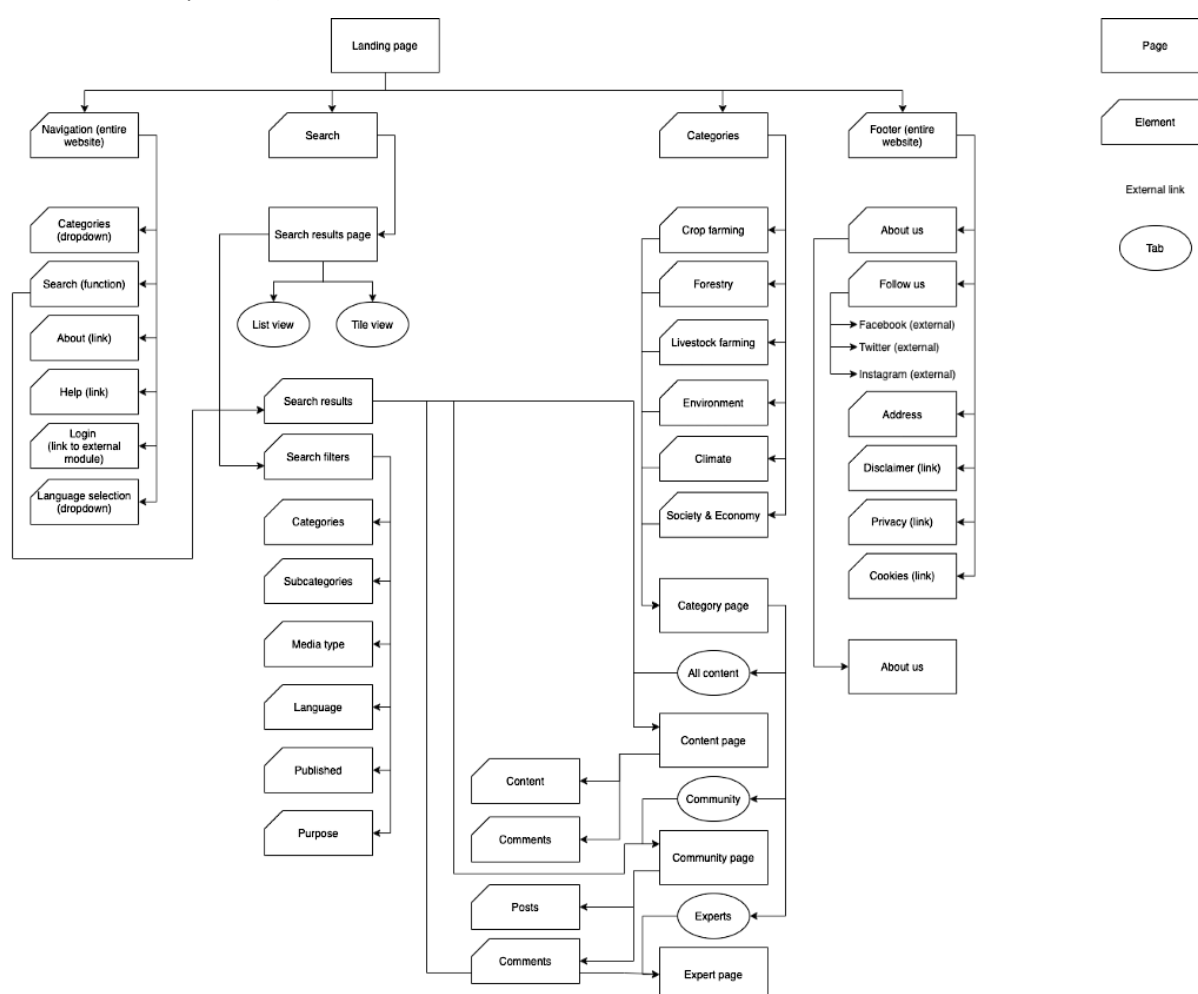 Landing page
Page
Navigation (entire
website)
Search
Categories
Footer (entire
website)
Element
External link
Tab
Categories
(dropdown)
Search (function)
About (link)
Help (link)
Login
(link to external
module)
Language selection
(dropdown)
Search results page
List view
Tile view
Search results
Search filters
Categories
Subcategories
Media type
Language
Published
Purpose
Crop farming
Forestry
Livestock farming
Environment
Climate
Society & Economy
Category page
All content
Content page
Content
Comments
Community
Community page
Posts
Comments
Experts
Expert page
About us
Follow us
Facebook (external)
Twitter (external)
Instagram (external)
Address
Disclaimer (link)
Privacy (link)
Cookies (link)
About us